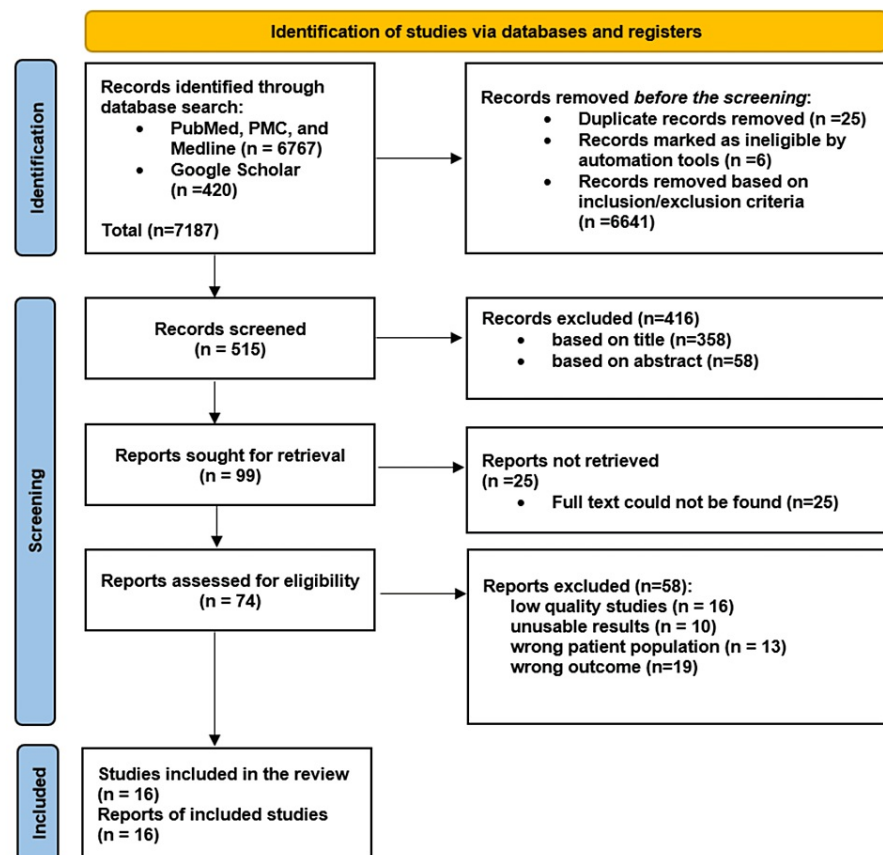 Identification of studies via databases and registers
Identification
Records identified through
database search:
• PubMed, PMC, and
Medline (n = 6767)
• Google Scholar
(n =420)
Total (n=7187)
Records removed before the screening:
• Duplicate records removed (n =25)
• Records marked as ineligible by
automation tools (n =6)
• Records removed based on
inclusion/exclusion criteria
(n =6641)
Screening
Records screened
(n = 515)
Records excluded (n=416)
• based on title (n=358)
• based on abstract (n=58)
Reports sought for retrieval
(n = 99)
Reports not retrieved
(n =25)
• Full text could not be found (n=25)
Reports assessed for eligibility
(n = 74)
Reports excluded (n=58):
low quality studies (n = 16)
unusable results (n = 10)
wrong patient population (n = 13)
wrong outcome (n=19)
Included
Studies included in the review
(n = 16)
Reports of included studies
(n = 16)